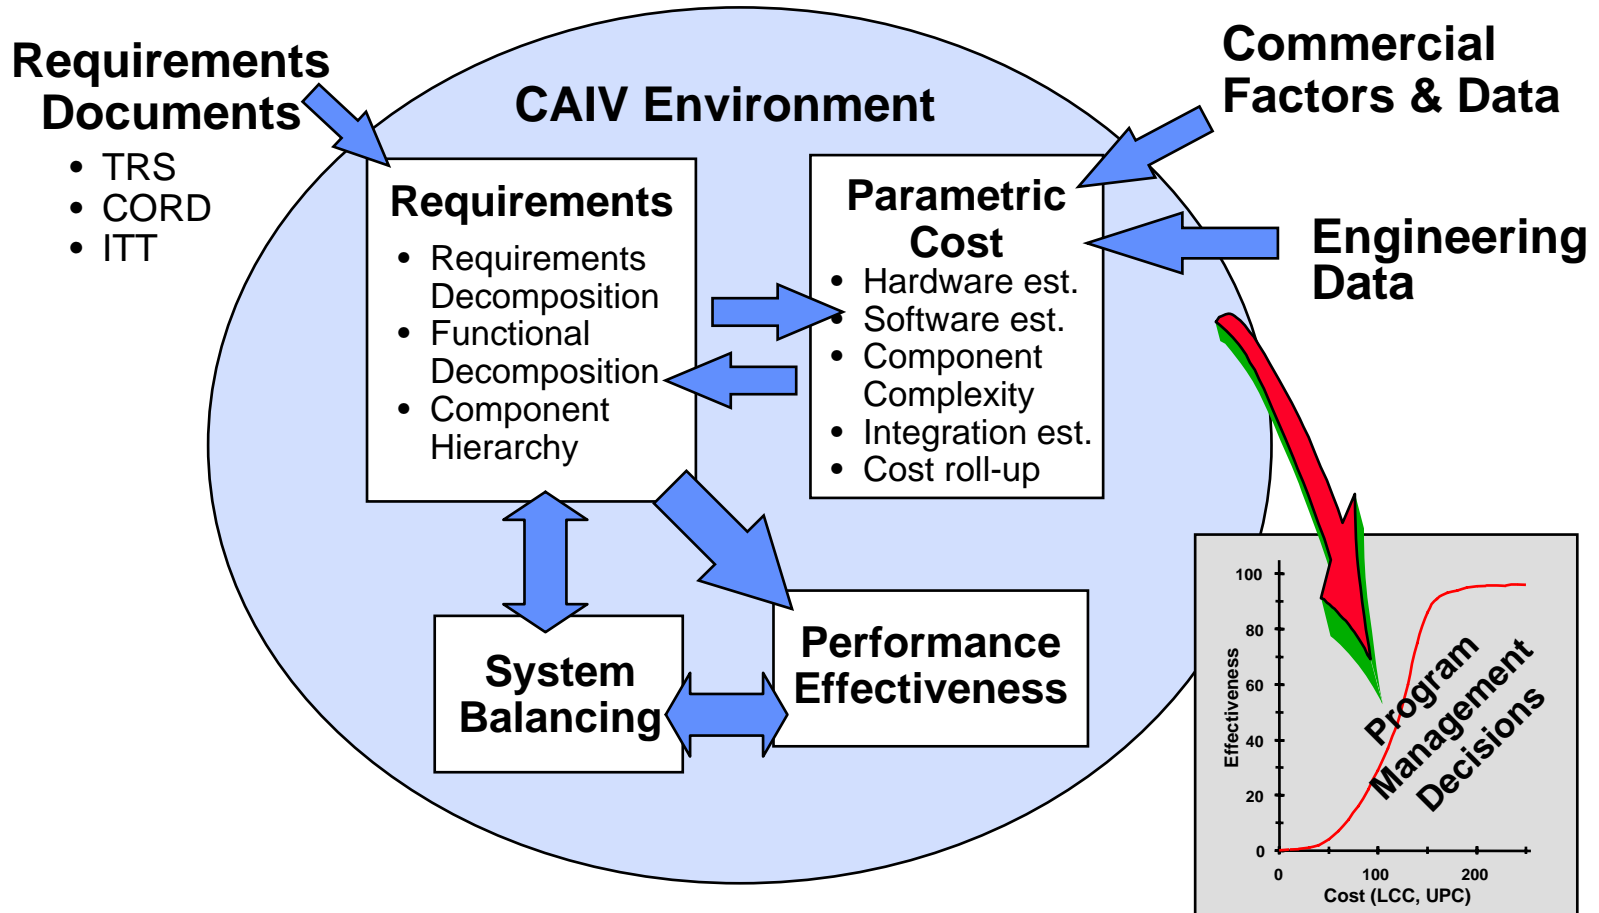 Requirements
Documents
• TRS
• CORD
• ITT
CAIV Environment
Commercial
Factors & Data
Engineering
Data
Requirements
• Requirements
Decomposition
• Functional
Decomposition
• Component
Hierarchy
Parametric
Cost
• Hardware est.
• Software est.
• Component
Complexity
• Integration est.
• Cost roll-up
System
Balancing
Performance
Effectiveness
100
80
60
40
20
0
Effectiveness
0 100 200
Cost (LCC, UPC)
Program
Management
Decisions